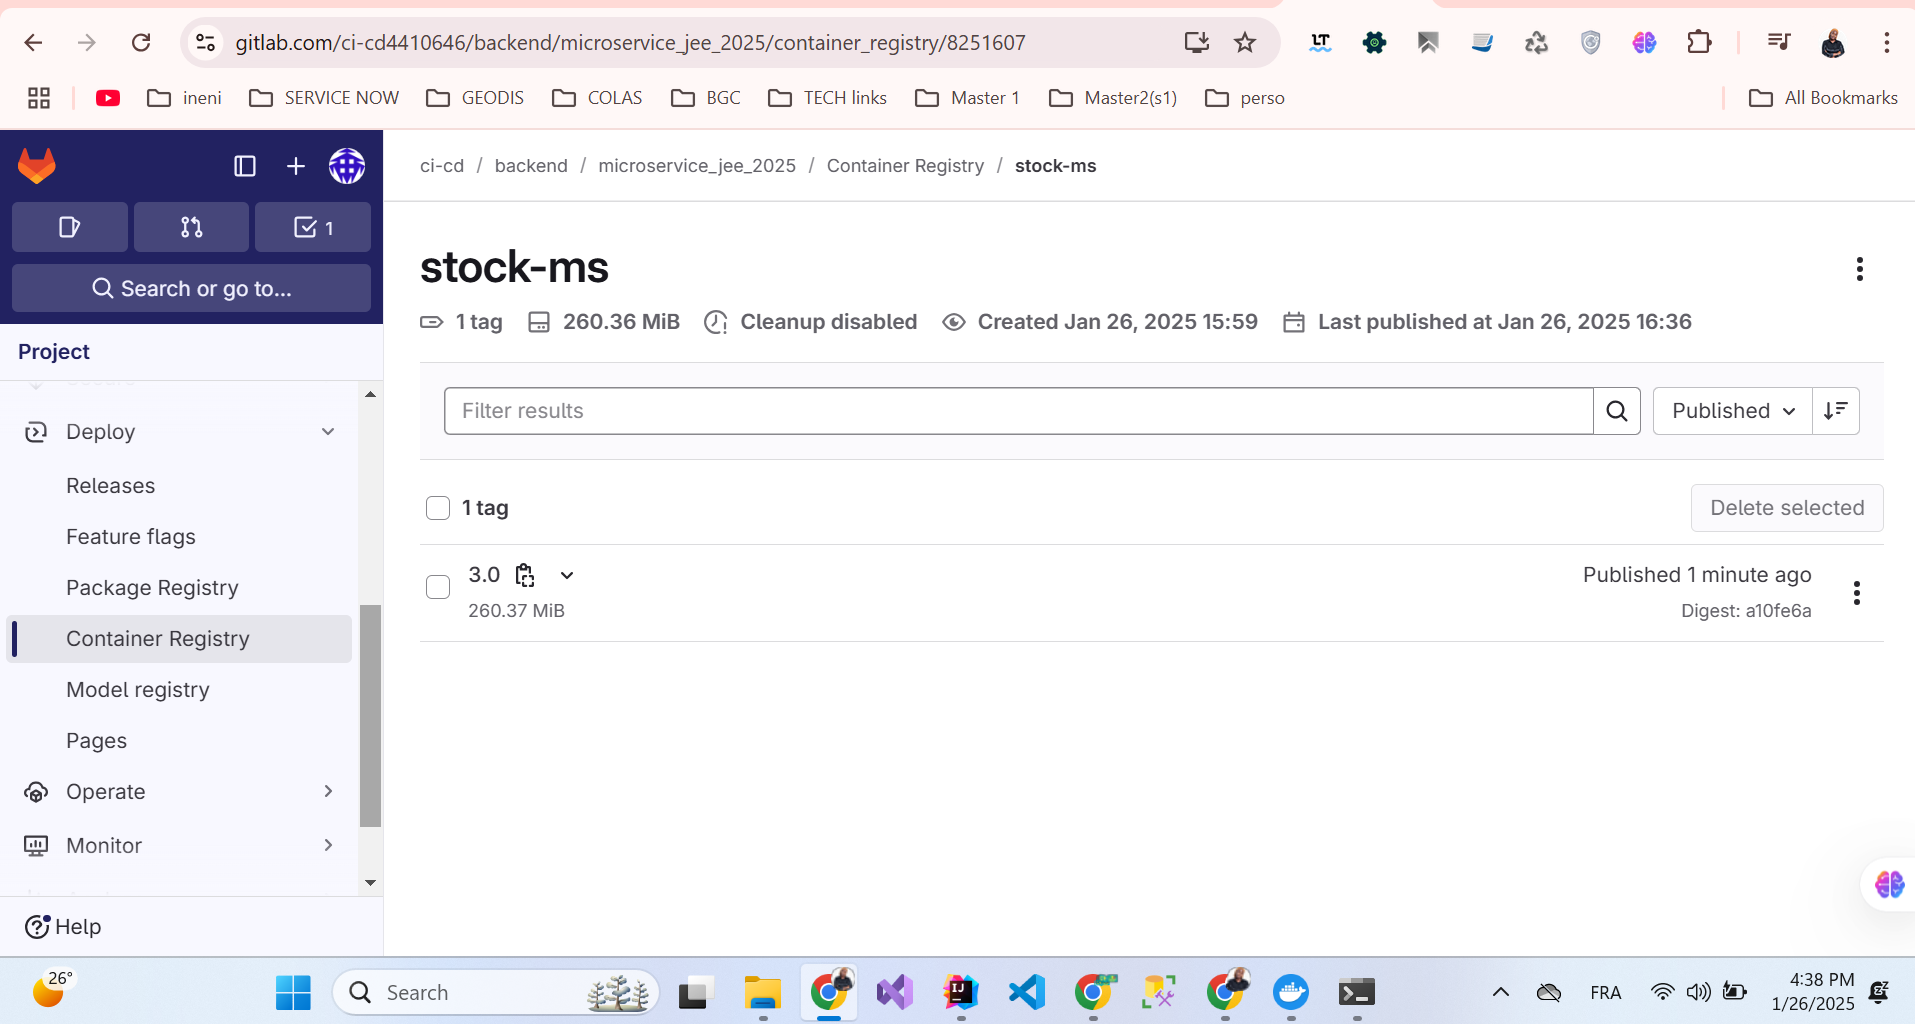 gitlab.com/ci-cd4410646/backend/microservice_jee_2025/container_registry/8251607
LT
ineni SERVICE NOW GEODIS COLAS BGC TECH links Master 1 Master2(s1) perso All Bookmarks
1
Search or go to...
Project
Deploy
Releases
Feature flags
Package Registry
Container Registry
Model registry
Pages
Operate
Monitor
Help
ci-cd / backend / microservice_jee_2025 / Container Registry / stock-ms
stock-ms
1 tag 260.36 MiB Cleanup disabled Created Jan 26, 2025 15:59 Last published at Jan 26, 2025 16:36
Filter results Published
1 tag Delete selected
3.0 Published 1 minute ago
260.37 MiB Digest: a10fe6a
26°
Search
IJ
FRA
4:38 PM
1/26/2025